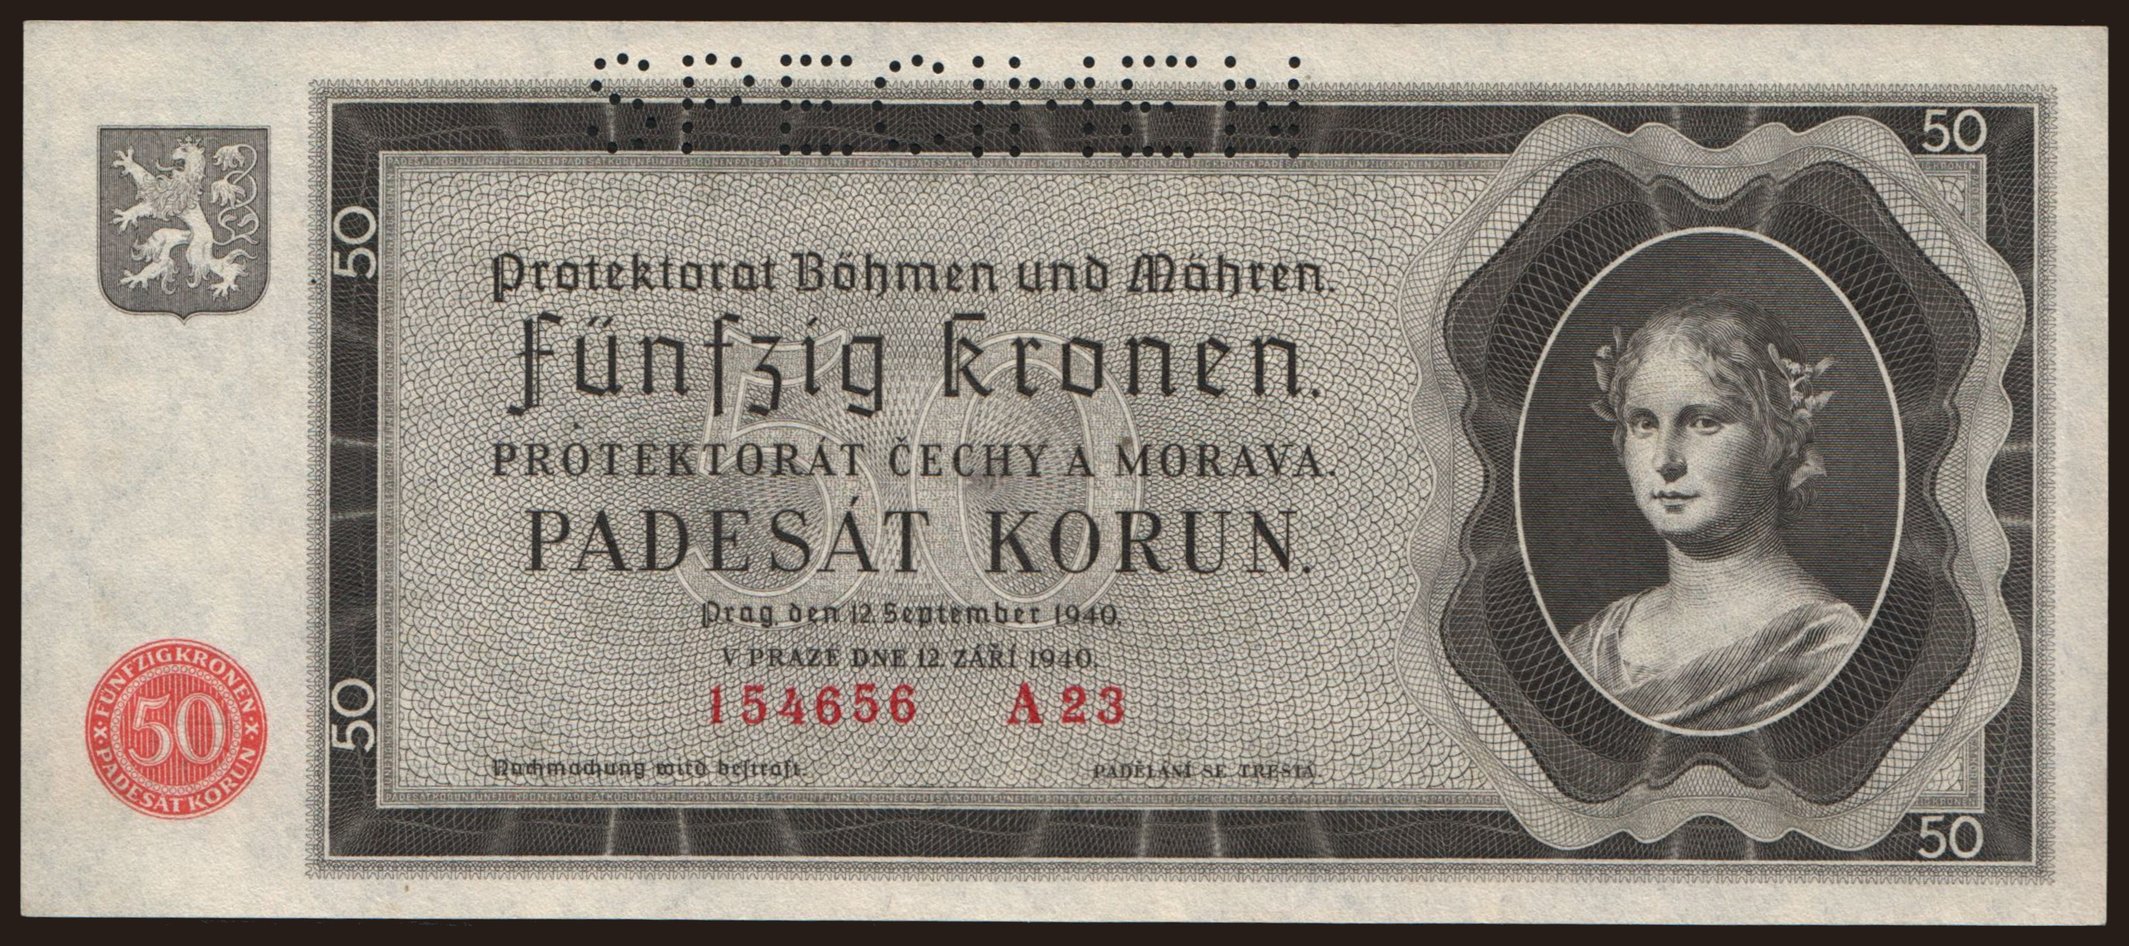 SPECIMEN
50
50
Protektorat Böhmen und Mähren.
Fünfzig Kronen.
PROTEKTORÁT ČECHY A MORAVA.
PADESÁT KORUN.
Prag, den 12. September 1940.
V PRAZE DNE 12. ZÁŘÍ 1940.
154656 A 23
FÜNFZIG KRONEN
50
PADESÁT KORUN
50
Nachmachung wird bestraft.
PADĚLÁNÍ SE TRESTÁ.
50